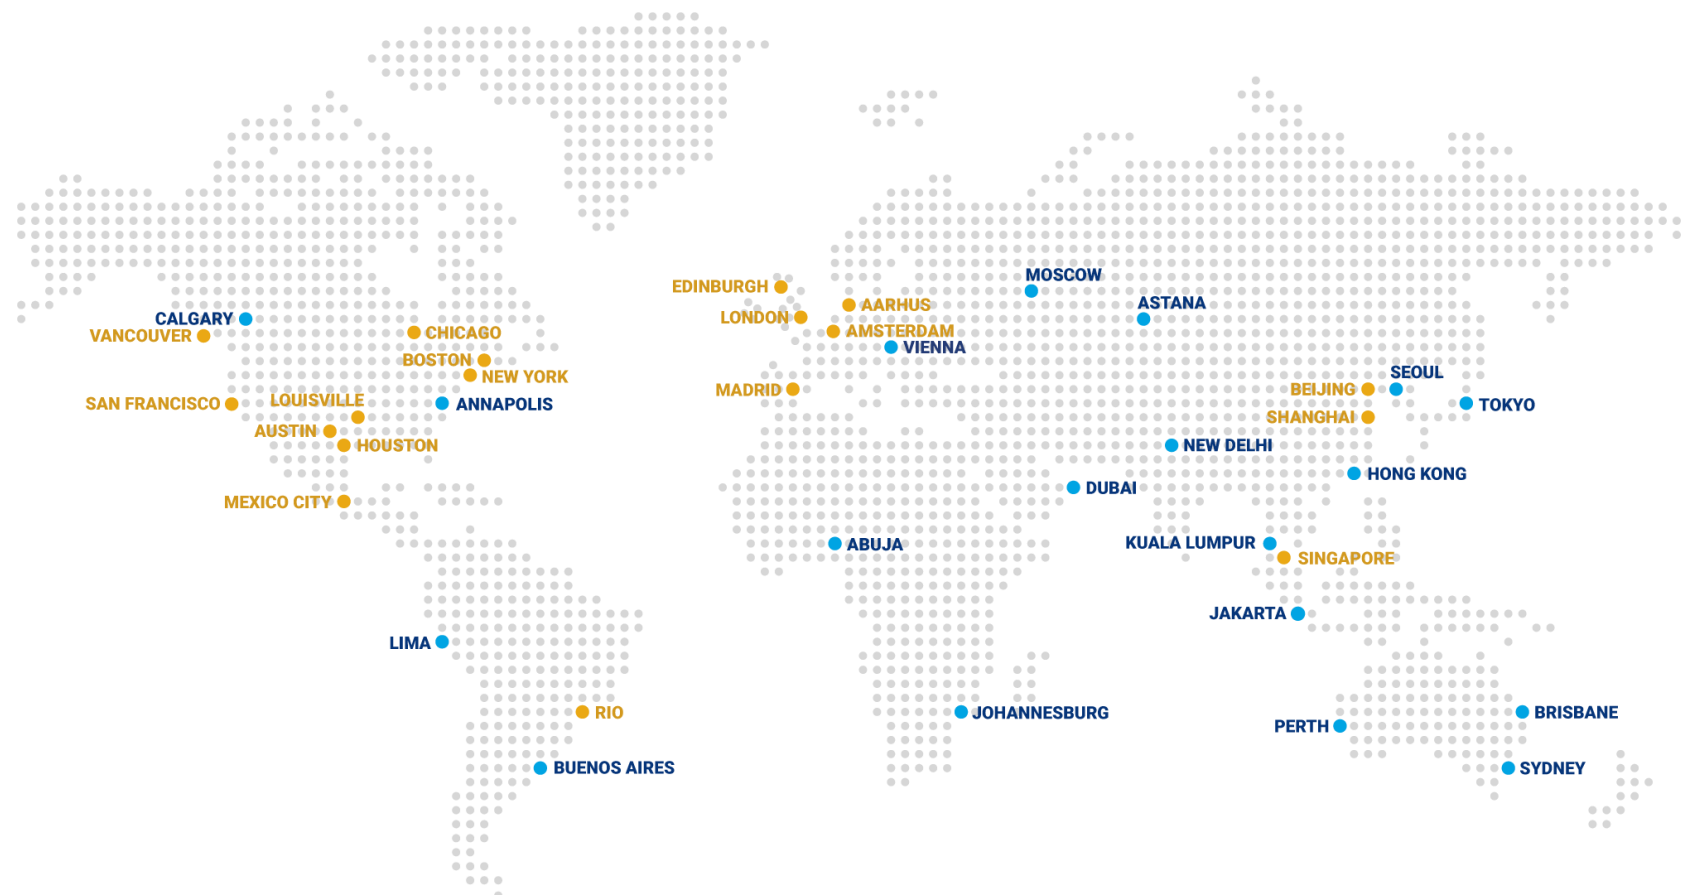 MOSCOW
EDINBURGH
ASTANA
AARHUS
LONDON
CALGARY
AMSTERDAM
CHICAGO
VANCOUVER
VIENNA
BOSTON
SEOUL
NEW YORK
MADRID
BEIJING
LOUISVILLE
SAN FRANCISCO
ANNAPOLIS
TOKYO
SHANGHAI
AUSTIN
HOUSTON
NEW DELHI
HONG KONG
DUBAI
MEXICO CITY
KUALA LUMPUR
ABUJA
SINGAPORE
JAKARTA
LIMA
RIO
JOHANNESBURG
BRISBANE
PERTH
BUENOS AIRES
SYDNEY